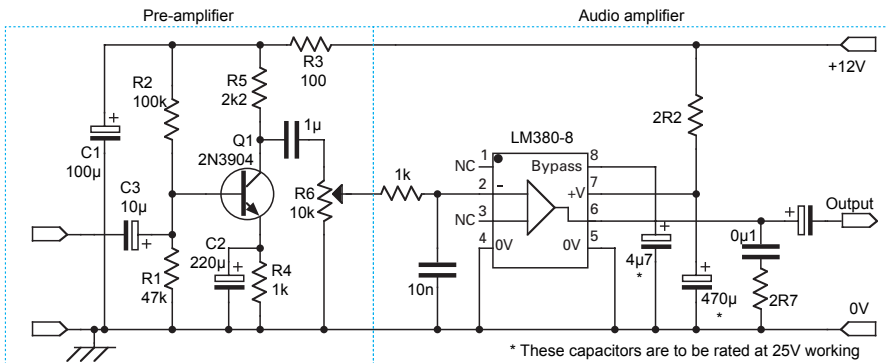 Pre-amplifier
Audio amplifier
R3
100
+12V
R2
100k
R5
2k2
1µ
Q1
2N3904
2R2
LM380-8
C1
100µ
C3
10µ
R6
10k
1k
NC
1
Bypass
8
2
-
+V
7
NC
3
6
4
0V
0V
5
Output
+
+
+
+
+
+
C2
220µ
R1
47k
R4
1k
10n
4µ7
*
470µ
*
0µ1
2R7
0V
* These capacitors are to be rated at 25V working